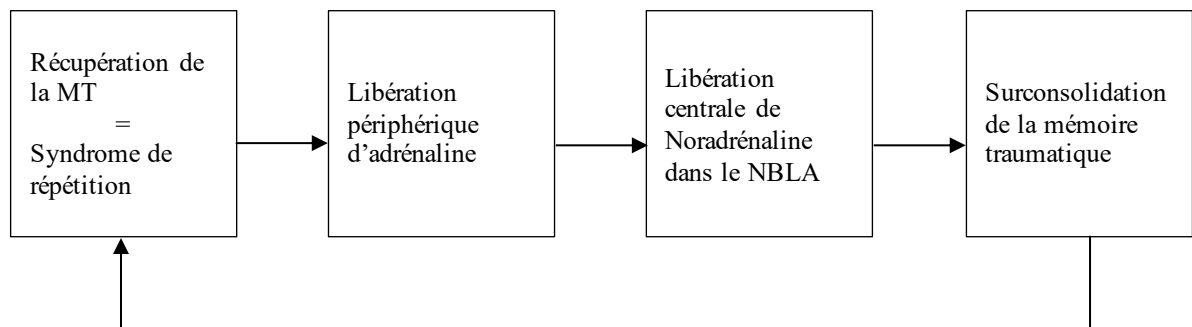 Récupération de
la MT
=
Syndrome de
répétition
Libération
périphérique
d’adrénaline
Libération
centrale de
Noradrénaline
dans le NBLA
Surconsolidation
de la mémoire
traumatique